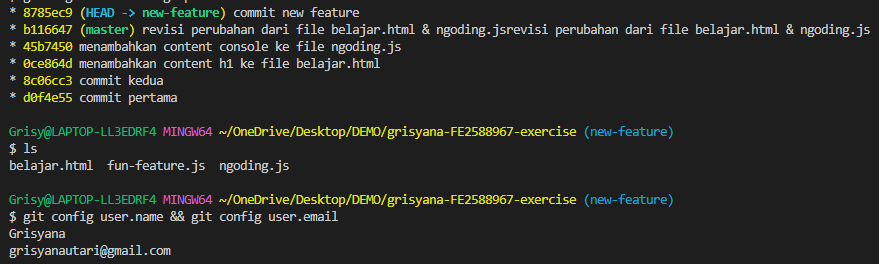 * 8785ec9 (HEAD -> new-feature) commit new feature
* b116647 (master) revisi perubahan dari file belajar.html & ngoding.jsrevisi perubahan dari file belajar.html & ngoding.js
* 45b7450 menambahkan content console ke file ngoding.js
* 0ce864d menambahkan content h1 ke file belajar.html
* 8c06cc3 commit kedua
* d0f4e55 commit pertama
Grisy@LAPTOP-LL3EDRF4 MINGW64 ~/OneDrive/Desktop/DEMO/grisyana-FE2588967-exercise (new-feature)
$ ls
belajar.html  fun-feature.js  ngoding.js
Grisy@LAPTOP-LL3EDRF4 MINGW64 ~/OneDrive/Desktop/DEMO/grisyana-FE2588967-exercise (new-feature)
$ git config user.name && git config user.email
Grisyana
grisyanautari@gmail.com